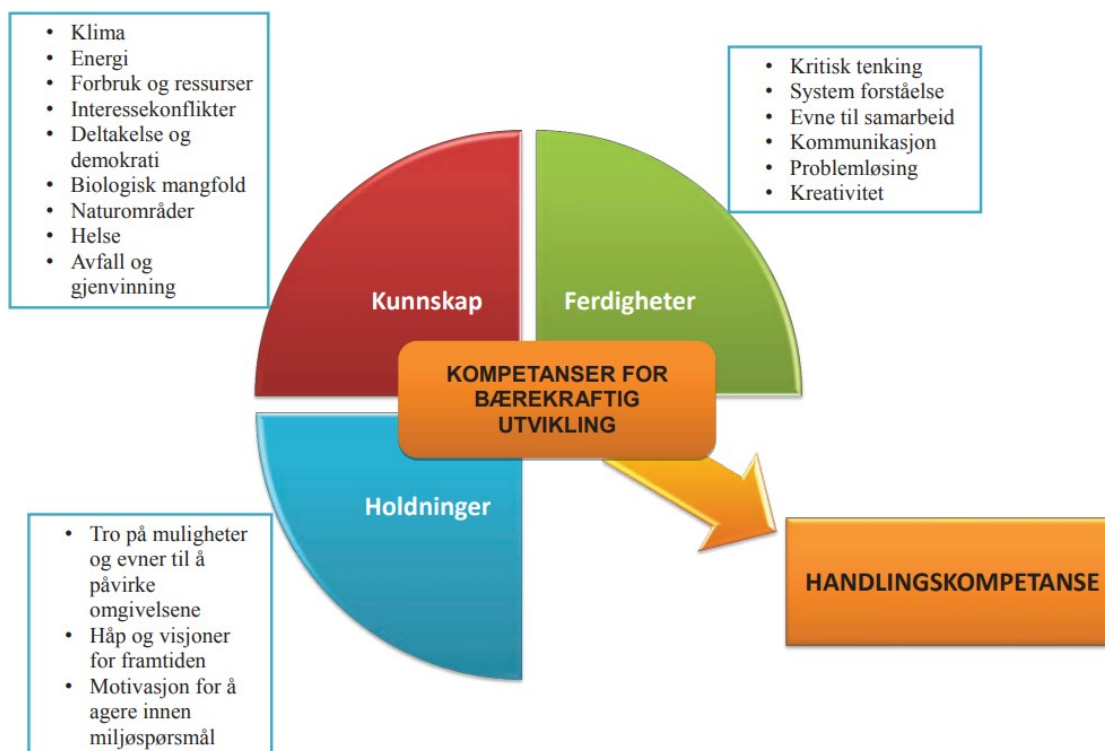 • Klima
• Energi
• Forbruk og ressurser
• Interessekonflikter
• Deltakelse og
demokrati
• Biologisk mangfold
• Naturområder
• Helse
• Avfall og
gjenvinning
• Kritisk tenking
• System forståelse
• Evne til samarbeid
• Kommunikasjon
• Problemløsing
• Kreativitet
Kunnskap
Ferdigheter
KOMPETANSER FOR
BÆREKRAFTIG
UTVIKLING
Holdninger
• Tro på muligheter
og evner til å
påvirke
omgivelsene
• Håp og visjoner
for framtiden
• Motivasjon for å
agere innen
miljøspørsmål
HANDLINGSKOMPETANSE